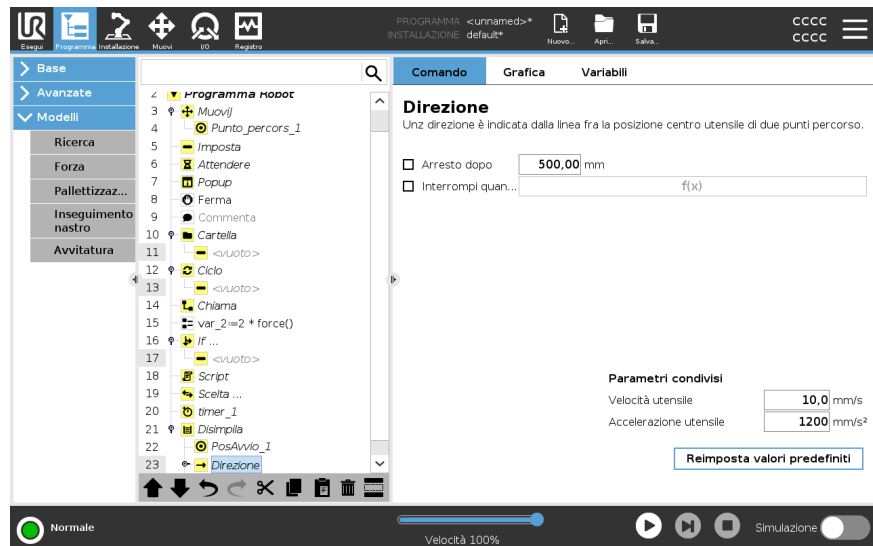 PROGRAMMA <unnamed>*
INSTALLAZIONE default*
CCCC
CCCC
UR
Esegui
Programma
Installazione
Muovi
I/O
Registro
Nuovo...
Apri...
Salva...
Base
Avanzate
Modelli
Ricerca
Forza
Pallettizzaz...
Inseguimento
nastro
Avvitatura
2 Programma Robot
3 MuoviJ
4 Punto_percors_1
5 Imposta
6 Attendere
7 Popup
8 Ferma
9 Commenta
10 Cartella
11 <vuoto>
12 Ciclo
13 <vuoto>
14 Chiama
15 var_2:=2 * force()
16 If ...
17 <vuoto>
18 Script
19 Scelta ...
20 timer_1
21 Disimpila
22 PosAvvio_1
23 Direzione
Comando
Grafica
Variabili
Direzione
Unz direzione è indicata dalla linea fra la posizione centro utensile di due punti percorso.
Arresto dopo 500,00 mm
Interrompi quan... f(x)
Parametri condivisi
Velocità utensile 10,0 mm/s
Accelerazione utensile 1200 mm/s²
Reimposta valori predefiniti
Normale
Velocità 100%
Simulazione